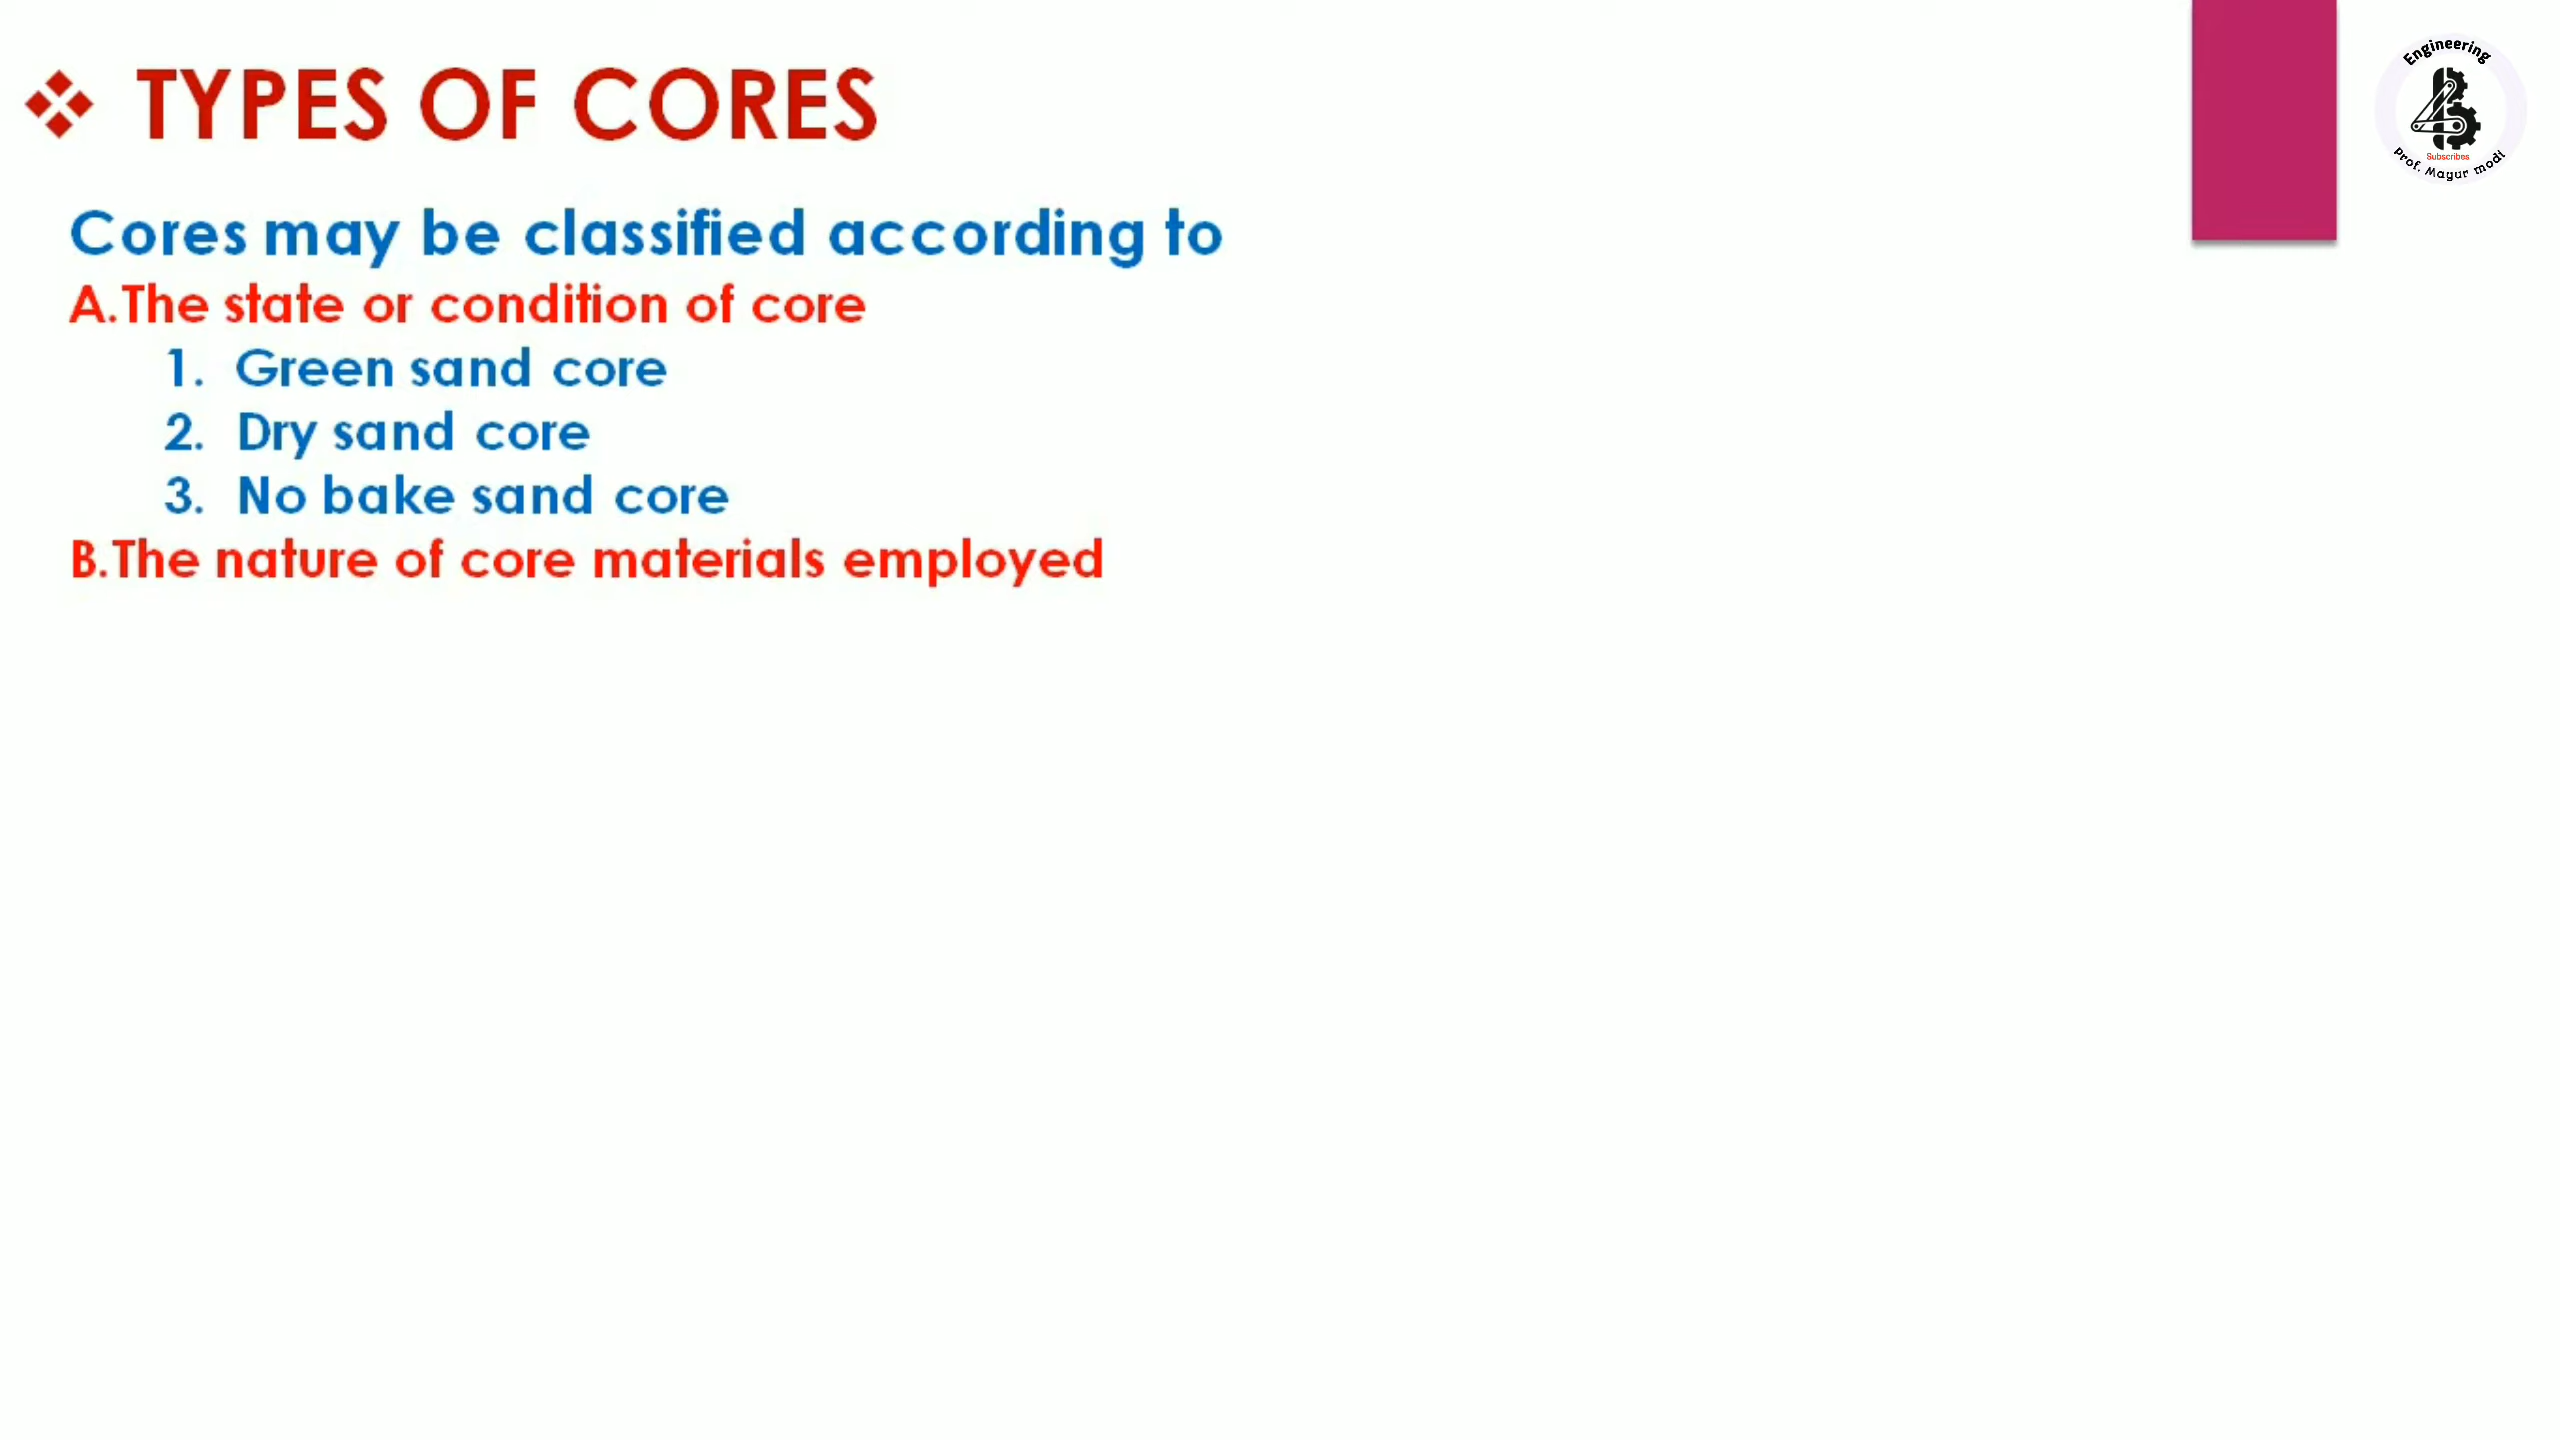 ❖ TYPES OF CORES
Cores may be classified according to
A.The state or condition of core
1. Green sand core
2. Dry sand core
3. No bake sand core
B.The nature of core materials employed
Engineering
Subscribes
Prof. Mayur modi